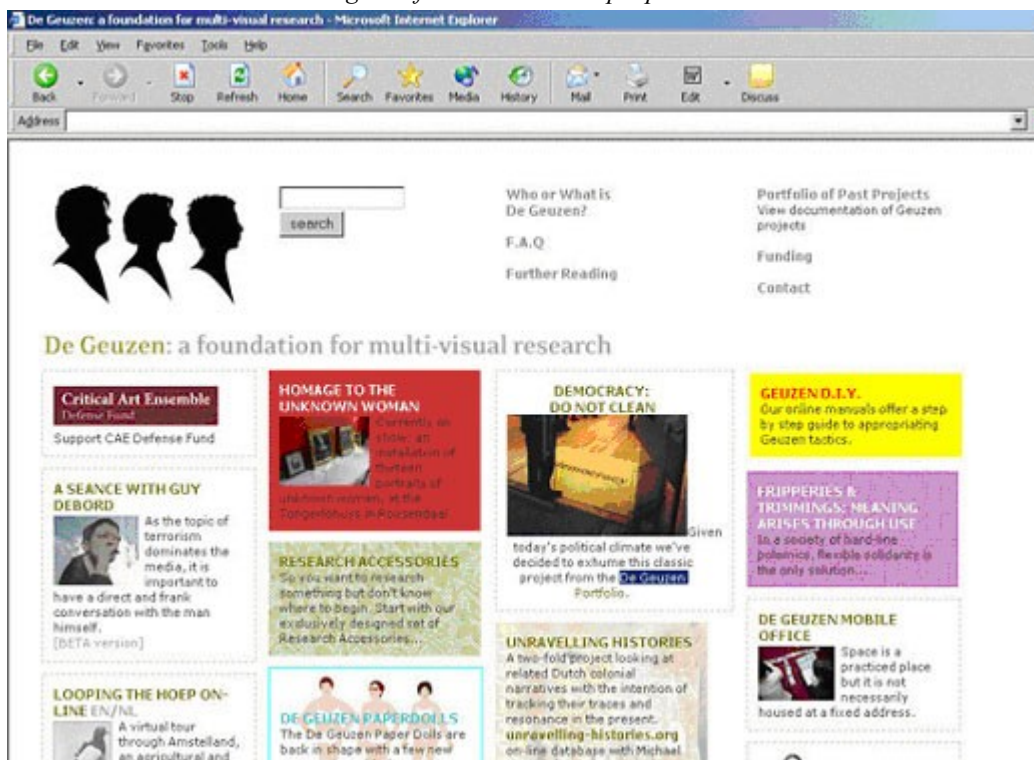 De Geuzen: a foundation for multi-visual research - Microsoft Internet Explorer
File Edit View Favorites Tools Help
Back Forward Stop Refresh Home Search Favorites Media History Mail Print Edit Discuss
Address
search
Who or What is
De Geuzen?
F.A.Q
Further Reading
Portfolio of Past Projects
View documentation of Geuzen
projects
Funding
Contact
De Geuzen: a foundation for multi-visual research
Critical Art Ensemble
Defense Fund
Support CAE Defense Fund
A SEANCE WITH GUY
DEBORD
As the topic of
terrorism
dominates the
media, it is
important to
have a direct and frank
conversation with the man
himself.
[BETA version]
LOOPING THE HOEP ON-
LINE EN/NL
A virtual tour
through Amstelland,
an agricultural and
HOMAGE TO THE
UNKNOWN WOMAN
Currently on
show: an
installation of
thirteen
portraits of
unknown women, at the
Tongerlohuys in Roosendaal
RESEARCH ACCESSORIES
So you want to research
something but don't know
where to begin. Start with our
exclusively designed set of
Research Accessories...
DE GEUZEN PAPERDOLLS
The De Geuzen Paper Dolls are
back in shape with a few new
DEMOCRACY:
DO NOT CLEAN
Given
today's political climate we've
decided to exhume this classic
project from the De Geuzen
Portfolio.
UNRAVELLING HISTORIES
A two-fold project looking at
related Dutch colonial
narratives with the intention of
tracking their traces and
resonance in the present.
unravelling-histories.org
on-line database with Michael
GEUZEN D.I.Y.
Our online manuals offer a step
by step guide to appropriating
Geuzen tactics.
FRIPPERIES &
TRIMMINGS: MEANING
ARISES THROUGH USE
In a society of hard-line
polemics, flexible solidarity is
the only solution...
DE GEUZEN MOBILE
OFFICE
Space is a
practiced place
but it is not
necessarily
housed at a fixed address.